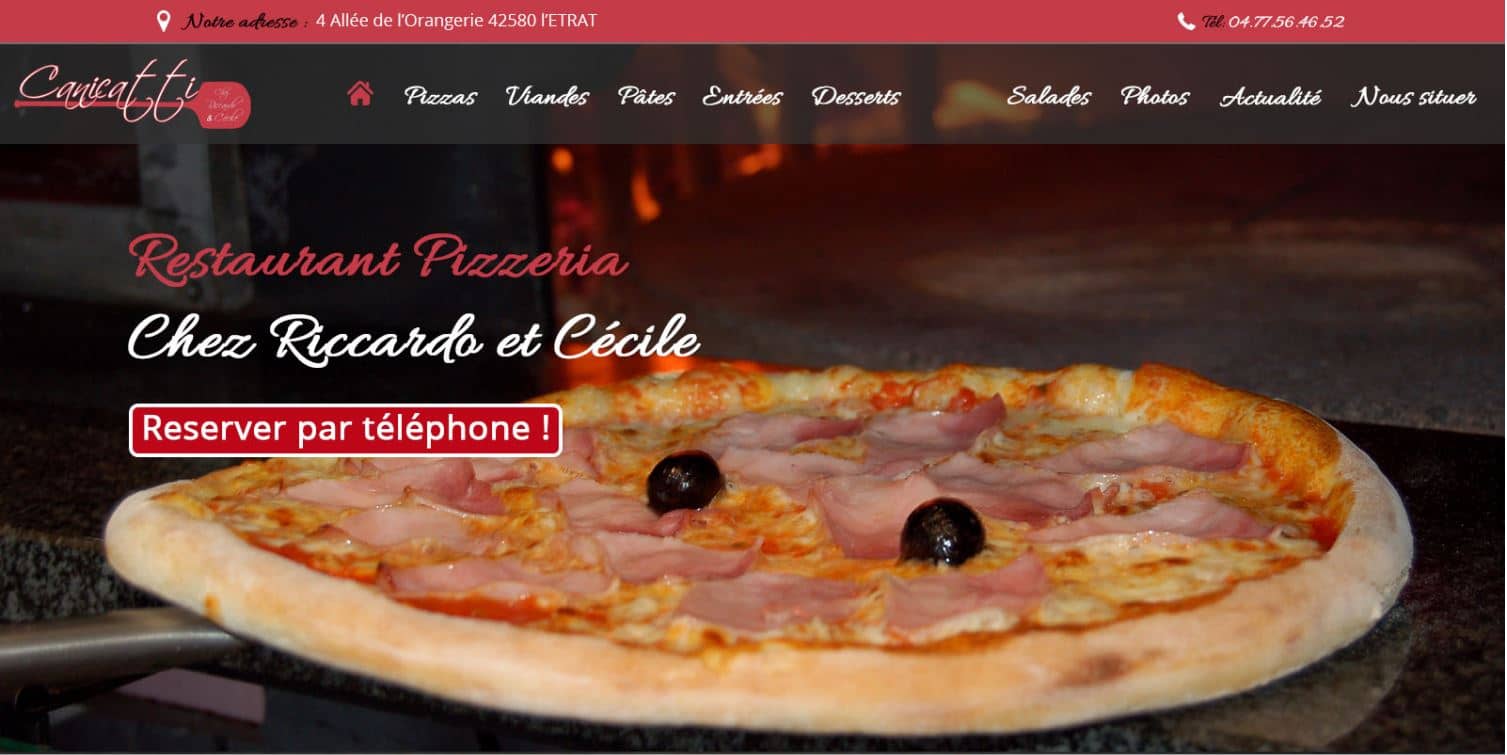 Notre adresse : 4 Allée de l'Orangerie 42580 l'ETRAT
Tél: 04.77.56.46.52
Canicatti
Chez
Riccardo
& Cécile
Pizzas Viandes Pâtes Entrées Desserts Salades Photos Actualité Nous situer
Restaurant Pizzeria
Chez Riccardo et Cécile
Reserver par téléphone !